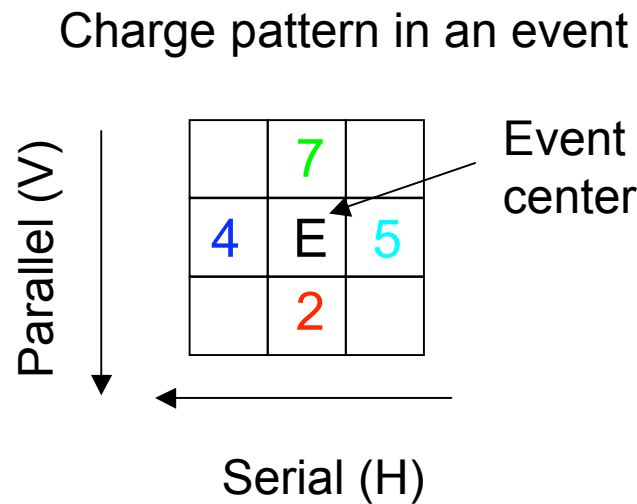 Charge pattern in an event
Parallel (V)
7
4 E 5
2
Event
center
Serial (H)